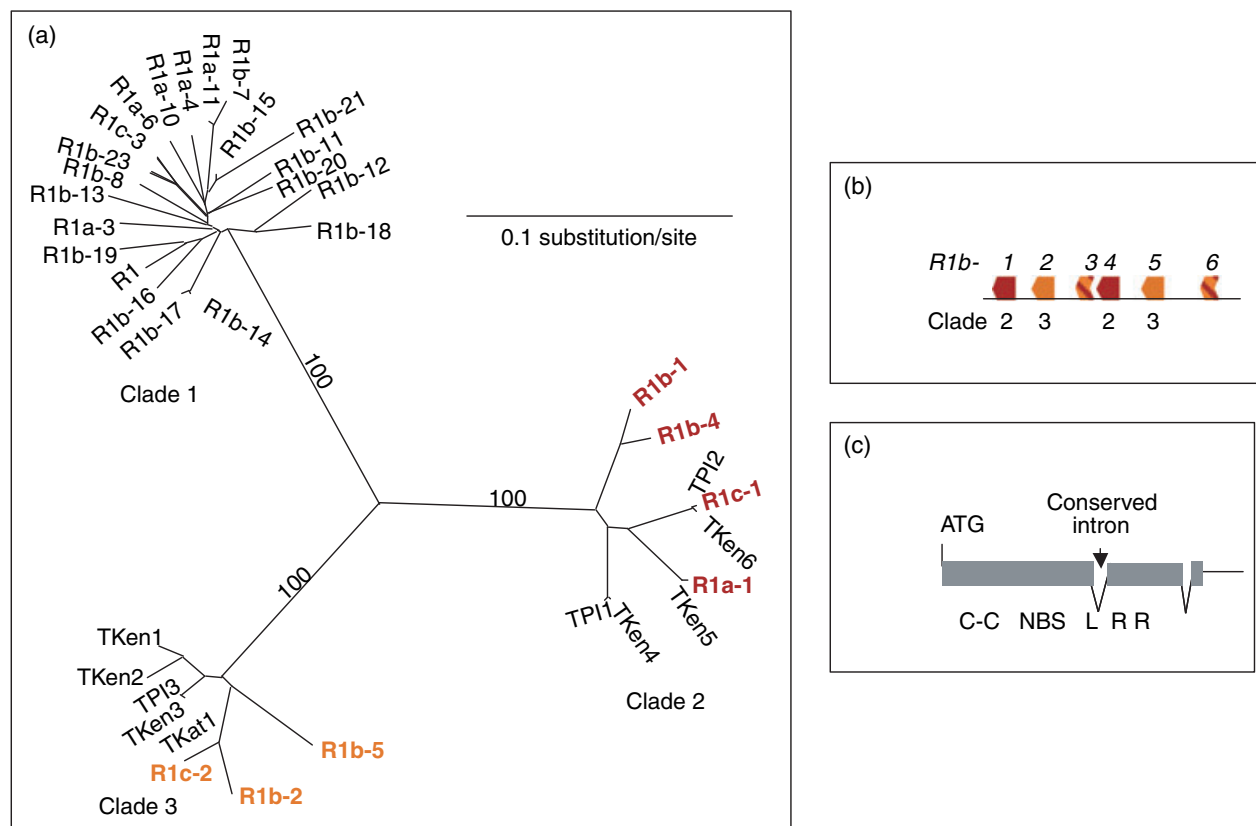 (a)
R1a-6
R1a-10
R1a-4
R1a-11
R1b-7
R1b-15
R1b-21
R1c-3
R1b-11
R1b-23
R1b-20
R1b-8
R1b-12
R1b-13
R1a-3
R1b-18
R1b-19
R1
R1b-16
R1b-17
R1b-14
0.1 substitution/site
Clade 1
100
100
100
R1b-1
R1b-4
TPI2
R1c-1
TKen6
R1a-1
TKen5
TPI1
TKen4
Clade 2
TKen1
TKen2
TPI3
TKen3
TKat1
R1b-5
R1c-2
R1b-2
Clade 3
(b)
R1b- 1 2 3 4 5 6
Clade 2 3 2 3
(c)
Conserved
intron
ATG
C-C NBS L R R